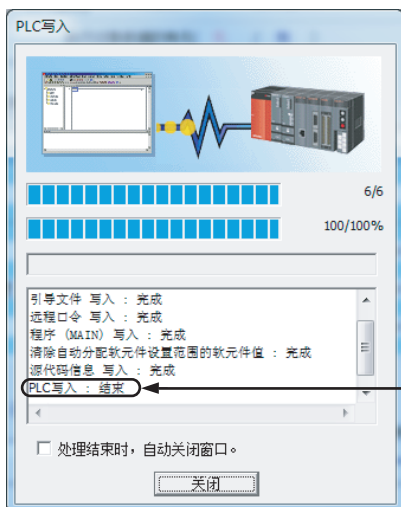 PLC写入
6/6
100/100%
引导文件 写入 : 完成
远程口令 写入 : 完成
程序 (MAIN) 写入 : 完成
清除自动分配软元件设置范围的软元件值 : 完成
源代码信息 写入 : 完成
PLC写入 : 结束
处理结束时，自动关闭窗口。
关闭